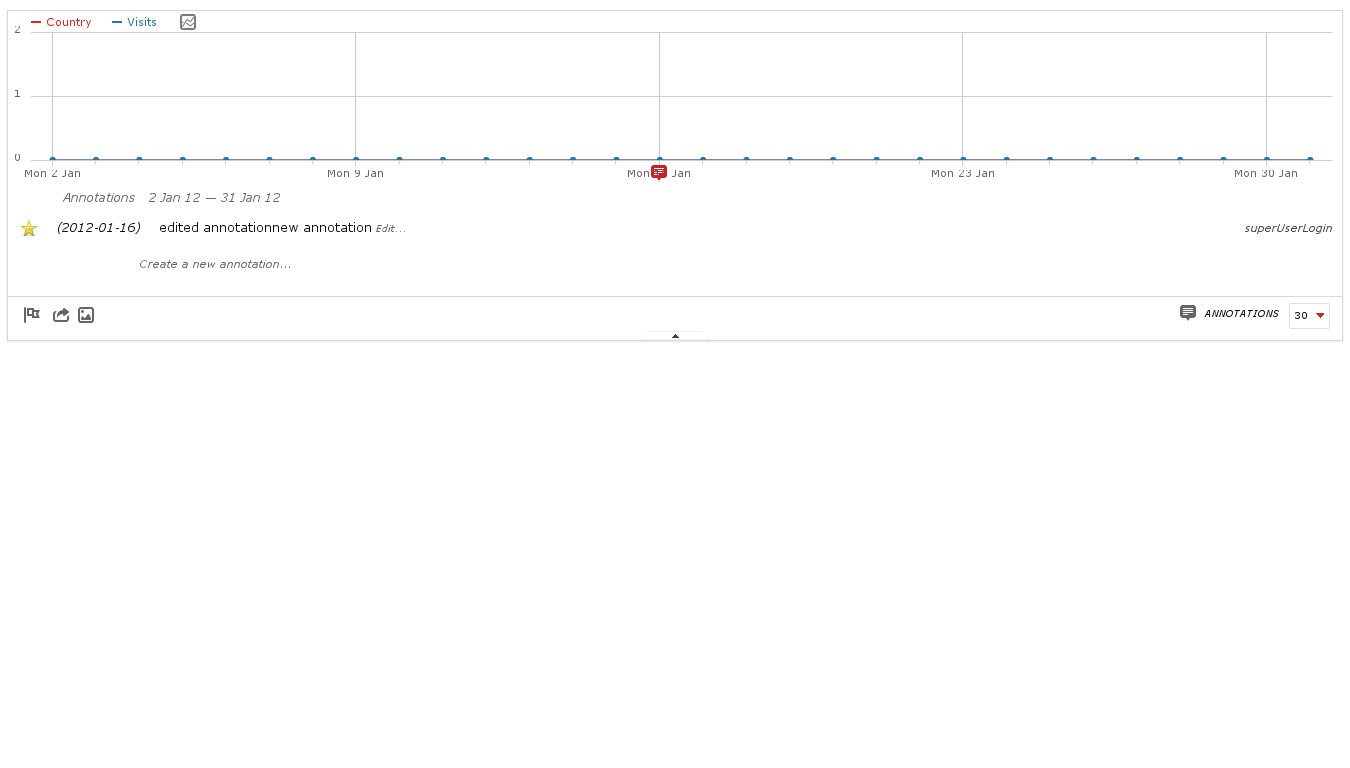 Country Visits
2
1
0
Mon 2 Jan Mon 9 Jan Mon Jan Mon 23 Jan Mon 30 Jan
Annotations 2 Jan 12 — 31 Jan 12
(2012-01-16) edited annotationnew annotation Edit... superUserLogin
Create a new annotation...
ANNOTATIONS 30